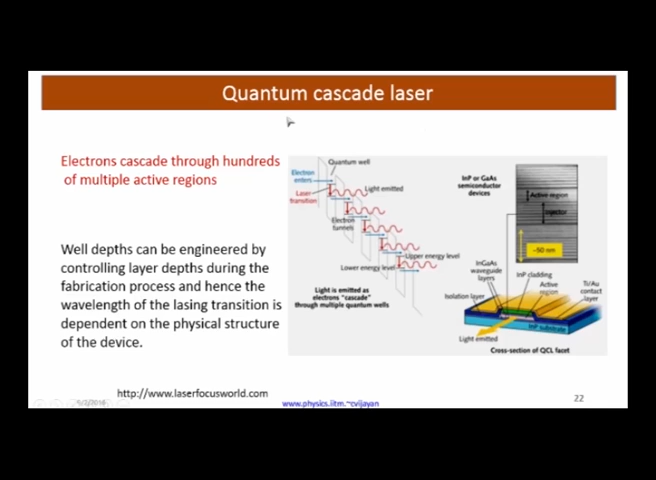 Quantum cascade laser
Electrons cascade through hundreds
of multiple active regions
Well depths can be engineered by
controlling layer depths during the
fabrication process and hence the
wavelength of the lasing transition is
dependent on the physical structure
of the device.
Quantum well
Electron
enters
Laser
transition
Light emitted
Electron
tunnels
Upper energy level
Lower energy level
Light is emitted as
electrons "cascade"
through multiple quantum wells
InP or GaAs
semiconductor
devices
Active region
Injector
~50 nm
InGaAs
waveguide
layers
InP cladding
Active
region
Ti/Au
contact
layer
Isolation layer
InP substrate
Light emitted
Cross-section of QCL facet
http://www.laserfocusworld.com
www.physics.iitm.~cvijayan
22